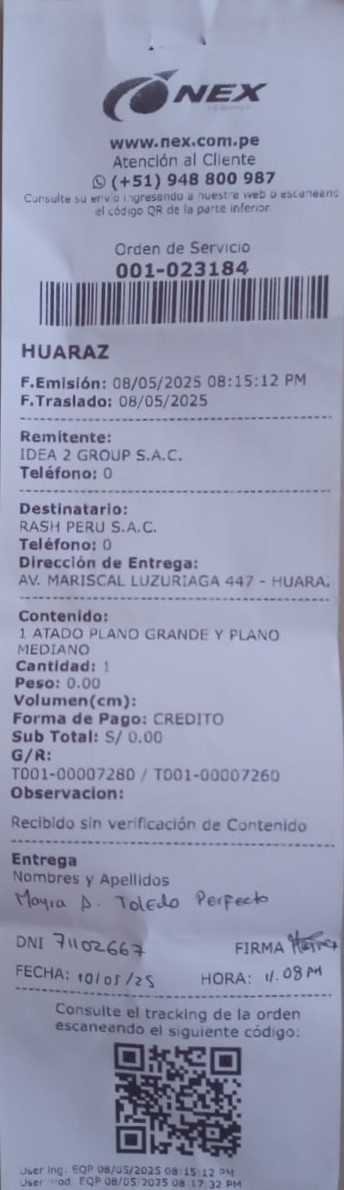 NEX
www.nex.com.pe
Atención al Cliente
(+51) 948 800 987
Consulte su envio ingresando a nuestra web o escaneano
el código QR de la parte inferior.
Orden de Servicio
001-023184
HUARAZ
F.Emisión: 08/05/2025 08:15:12 PM
F.Traslado: 08/05/2025
Remitente:
IDEA 2 GROUP S.A.C.
Teléfono: 0
Destinatario:
RASH PERU S.A.C.
Teléfono: 0
Dirección de Entrega:
AV. MARISCAL LUZURIAGA 447 - HUARA.
Contenido:
1 ATADO PLANO GRANDE Y PLANO
MEDIANO
Cantidad: 1
Peso: 0.00
Volumen(cm):
Forma de Pago: CREDITO
Sub Total: S/ 0.00
G/R:
T001-00007280 / T001-00007260
Observacion:
Recibido sin verificación de Contenido
Entrega
Nombres y Apellidos
Mayra A. Toledo Perfecto
DNI 71102667 FIRMA
FECHA: 10/05/25 HORA: 1/.08 PM
Consulte el tracking de la orden
escaneando el siguiente código:
User ing. EQP 08/05/2025 08:15:12 PM
User mod. EQP 08/05/2025 08:17:32 PM